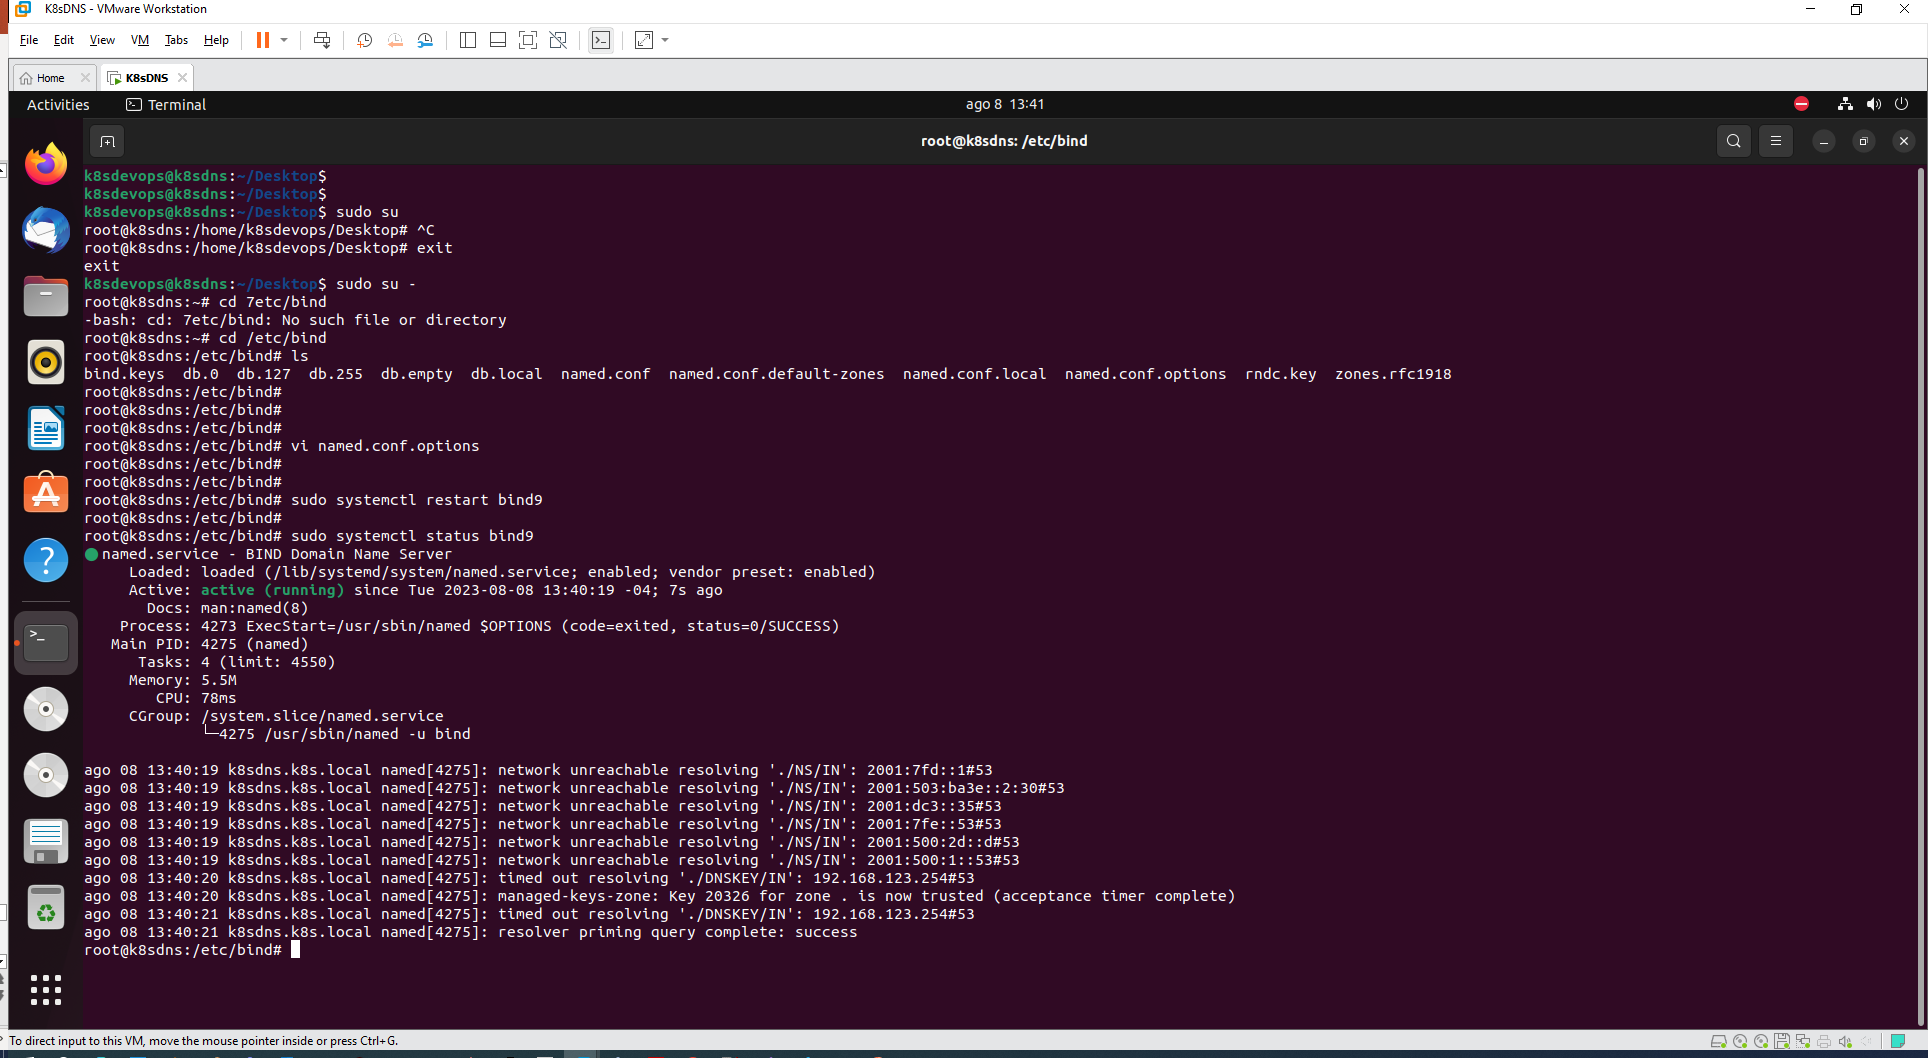 K8sDNS - VMware Workstation
File Edit View VM Tabs Help
Home K8sDNS
Activities Terminal ago 8 13:41
root@k8sdns: /etc/bind
k8sdevops@k8sdns:~/Desktop$
k8sdevops@k8sdns:~/Desktop$
k8sdevops@k8sdns:~/Desktop$ sudo su
root@k8sdns:/home/k8sdevops/Desktop# ^C
root@k8sdns:/home/k8sdevops/Desktop# exit
exit
k8sdevops@k8sdns:~/Desktop$ sudo su -
root@k8sdns:~# cd 7etc/bind
-bash: cd: 7etc/bind: No such file or directory
root@k8sdns:~# cd /etc/bind
root@k8sdns:/etc/bind# ls
bind.keys db.0 db.127 db.255 db.empty db.local named.conf named.conf.default-zones named.conf.local named.conf.options rndc.key zones.rfc1918
root@k8sdns:/etc/bind#
root@k8sdns:/etc/bind#
root@k8sdns:/etc/bind#
root@k8sdns:/etc/bind# vi named.conf.options
root@k8sdns:/etc/bind#
root@k8sdns:/etc/bind#
root@k8sdns:/etc/bind# sudo systemctl restart bind9
root@k8sdns:/etc/bind#
root@k8sdns:/etc/bind# sudo systemctl status bind9
● named.service - BIND Domain Name Server
Loaded: loaded (/lib/systemd/system/named.service; enabled; vendor preset: enabled)
Active: active (running) since Tue 2023-08-08 13:40:19 -04; 7s ago
Docs: man:named(8)
Process: 4273 ExecStart=/usr/sbin/named $OPTIONS (code=exited, status=0/SUCCESS)
Main PID: 4275 (named)
Tasks: 4 (limit: 4550)
Memory: 5.5M
CPU: 78ms
CGroup: /system.slice/named.service
└─4275 /usr/sbin/named -u bind
ago 08 13:40:19 k8sdns.k8s.local named[4275]: network unreachable resolving './NS/IN': 2001:7fd::1#53
ago 08 13:40:19 k8sdns.k8s.local named[4275]: network unreachable resolving './NS/IN': 2001:503:ba3e::2:30#53
ago 08 13:40:19 k8sdns.k8s.local named[4275]: network unreachable resolving './NS/IN': 2001:dc3::35#53
ago 08 13:40:19 k8sdns.k8s.local named[4275]: network unreachable resolving './NS/IN': 2001:7fe::53#53
ago 08 13:40:19 k8sdns.k8s.local named[4275]: network unreachable resolving './NS/IN': 2001:500:2d::d#53
ago 08 13:40:19 k8sdns.k8s.local named[4275]: network unreachable resolving './NS/IN': 2001:500:1::53#53
ago 08 13:40:20 k8sdns.k8s.local named[4275]: timed out resolving './DNSKEY/IN': 192.168.123.254#53
ago 08 13:40:20 k8sdns.k8s.local named[4275]: managed-keys-zone: Key 20326 for zone . is now trusted (acceptance timer complete)
ago 08 13:40:21 k8sdns.k8s.local named[4275]: timed out resolving './DNSKEY/IN': 192.168.123.254#53
ago 08 13:40:21 k8sdns.k8s.local named[4275]: resolver priming query complete: success
root@k8sdns:/etc/bind#
To direct input to this VM, move the mouse pointer inside or press Ctrl+G.